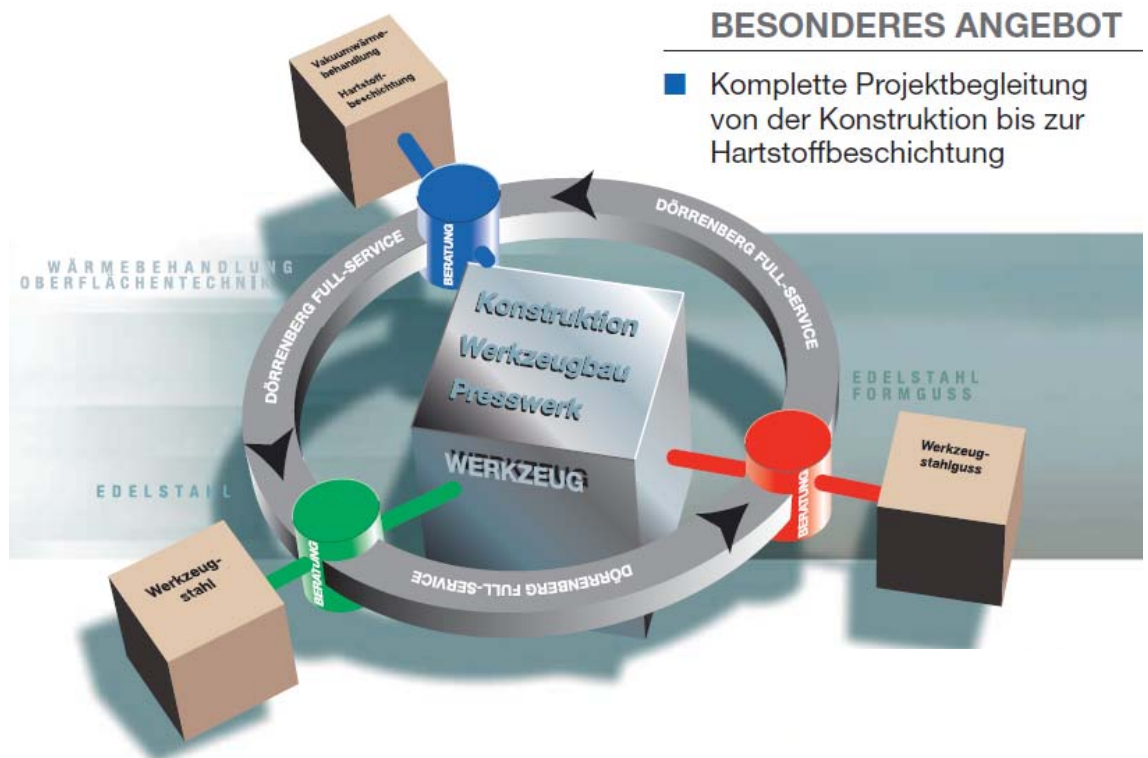 BESONDERES ANGEBOT
Komplette Projektbegleitung
von der Konstruktion bis zur
Hartstoffbeschichtung
Vakuumwärme-
behandlung
Hartstoff-
beschichtung
DÖRRENBERG FULL-SERVICE
BERATUNG
DÖRRENBERG FULL-SERVICE
WÄRMEBEHANDLUNG
OBERFLÄCHENTECHNIK
Konstruktion
Werkzeugbau
Presswerk
WERKZEUG
EDELSTAHL
FORMGUSS
Werkzeug-
stahlguss
BERATUNG
EDELSTAHL
BERATUNG
DÖRRENBERG FULL-SERVICE
Werkzeug-
stahl